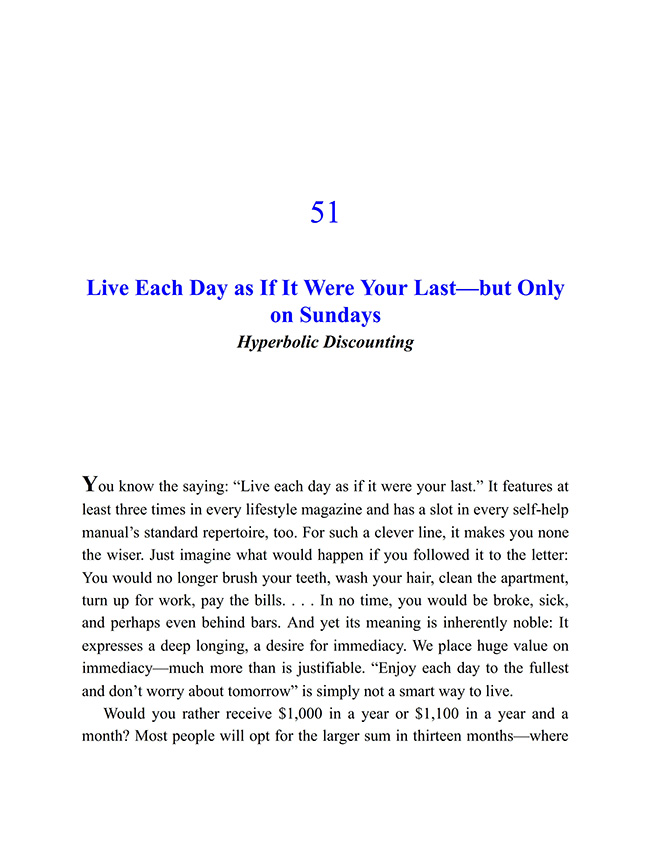 51
Live Each Day as If It Were Your Last—but Only
on Sundays
Hyperbolic Discounting
You know the saying: “Live each day as if it were your last.” It features at
least three times in every lifestyle magazine and has a slot in every self-help
manual’s standard repertoire, too. For such a clever line, it makes you none
the wiser. Just imagine what would happen if you followed it to the letter:
You would no longer brush your teeth, wash your hair, clean the apartment,
turn up for work, pay the bills. . . . In no time, you would be broke, sick,
and perhaps even behind bars. And yet its meaning is inherently noble: It
expresses a deep longing, a desire for immediacy. We place huge value on
immediacy—much more than is justifiable. “Enjoy each day to the fullest
and don’t worry about tomorrow” is simply not a smart way to live.
Would you rather receive $1,000 in a year or $1,100 in a year and a
month? Most people will opt for the larger sum in thirteen months—where